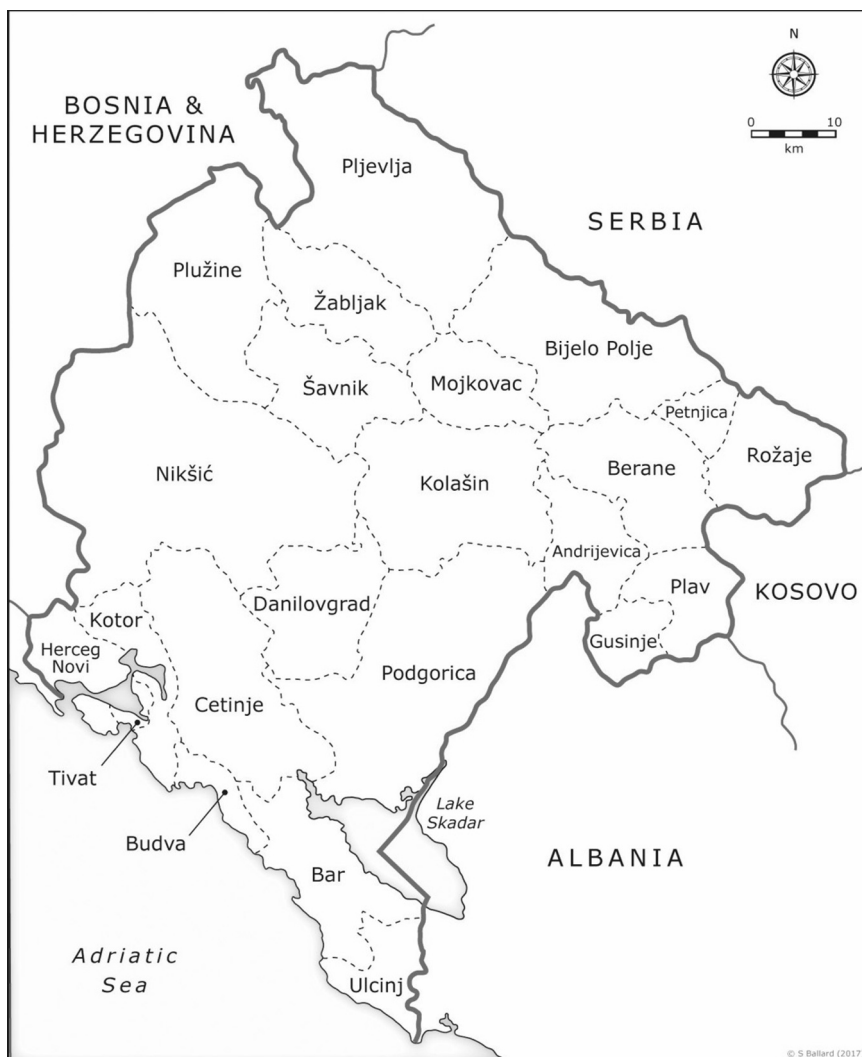 N
0 10
km
BOSNIA &
HERZEGOVINA
Pljevlja
SERBIA
Plužine
Žabljak
Bijelo Polje
Šavnik
Mojkovac
Petnjica
Rožaje
Nikšić
Kolašin
Berane
Andrijevica
Danilovgrad
Plav
KOSOVO
Kotor
Gusinje
Herceg
Novi
Podgorica
Cetinje
Tivat
Lake
Skadar
Budva
ALBANIA
Bar
Adriatic
Sea
Ulcinj
© S Ballard (2017)